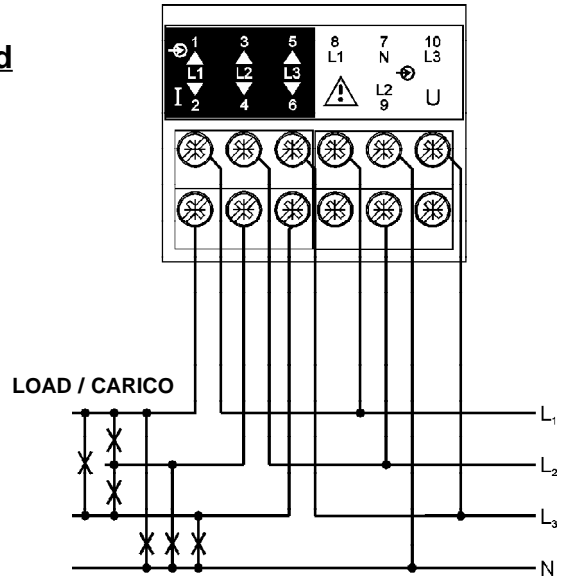 d
1 3 5 8 7 10
L1 N L3
L1 L2 L3
I 2 4 6 L2 9 U
LOAD / CARICO
L1
L2
L3
N